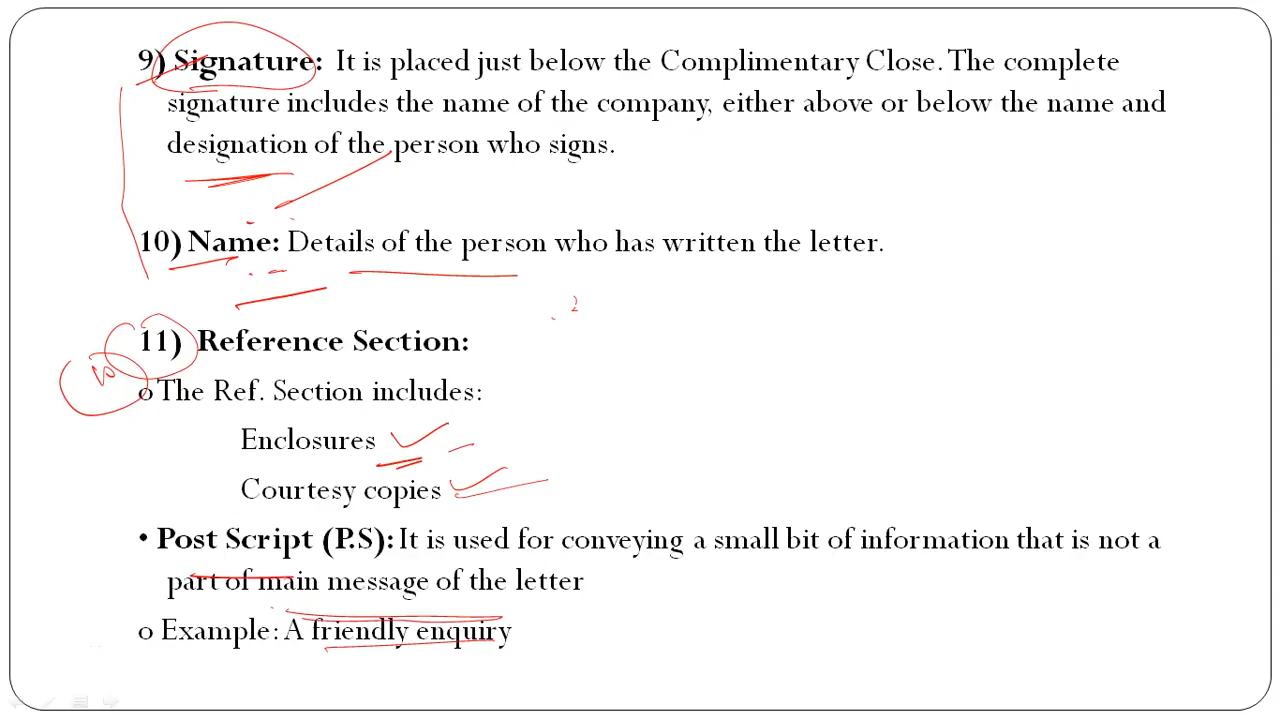 9) Signature: It is placed just below the Complimentary Close. The complete
signature includes the name of the company, either above or below the name and
designation of the person who signs.
10) Name: Details of the person who has written the letter.
11) Reference Section:
o The Ref. Section includes:
Enclosures
Courtesy copies
• Post Script (P.S): It is used for conveying a small bit of information that is not a
part of main message of the letter
o Example: A friendly enquiry